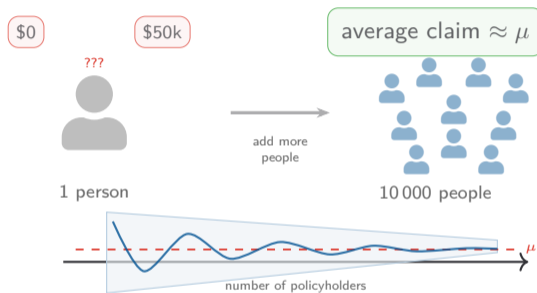 $0
$50k
average claim ≈ μ
???
add more
people
1 person
10 000 people
μ
number of policyholders